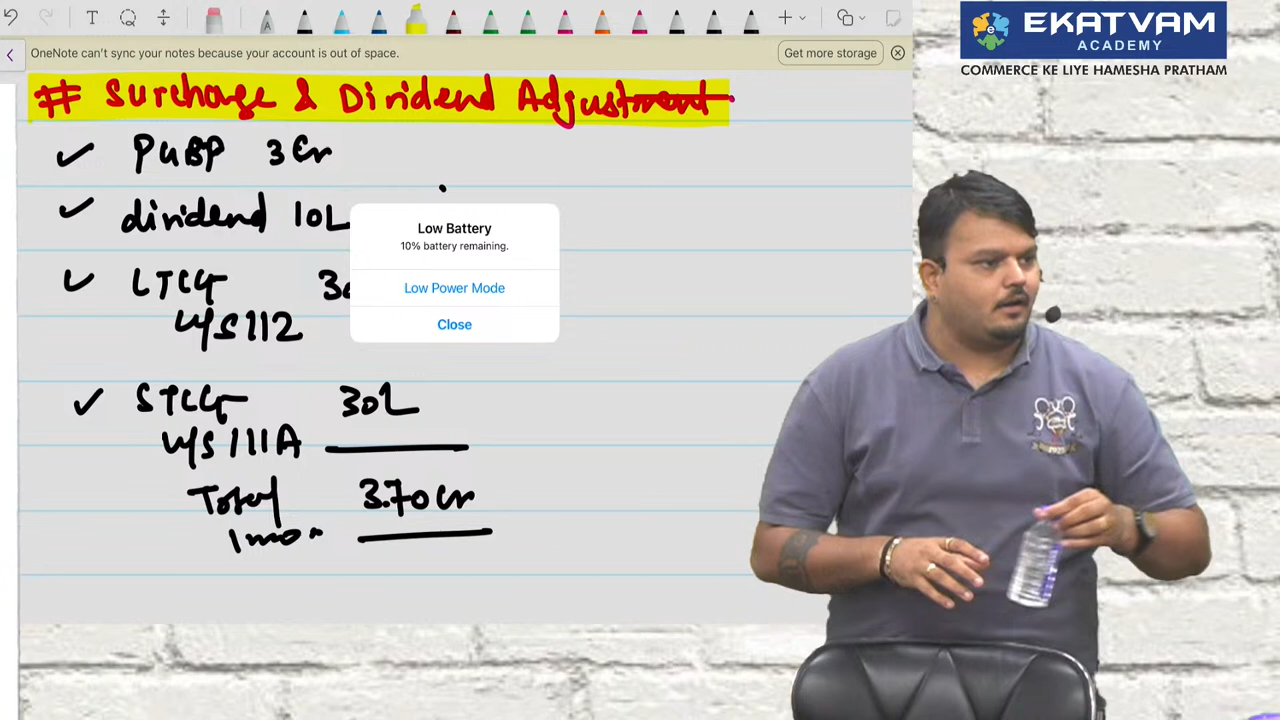 EKATVAM
ACADEMY
COMMERCE KE LIYE HAMESHA PRATHAM
OneNote can't sync your notes because your account is out of space.
Get more storage
# Surcharge & Dividend Adjustment
✓ PGBP 3 Cr
✓ dividend 10L
✓ LTCG 30
u/s 112
Low Battery
10% battery remaining.
Low Power Mode
Close
✓ STCG 30L
u/s 111A
Total 3.70 Cr